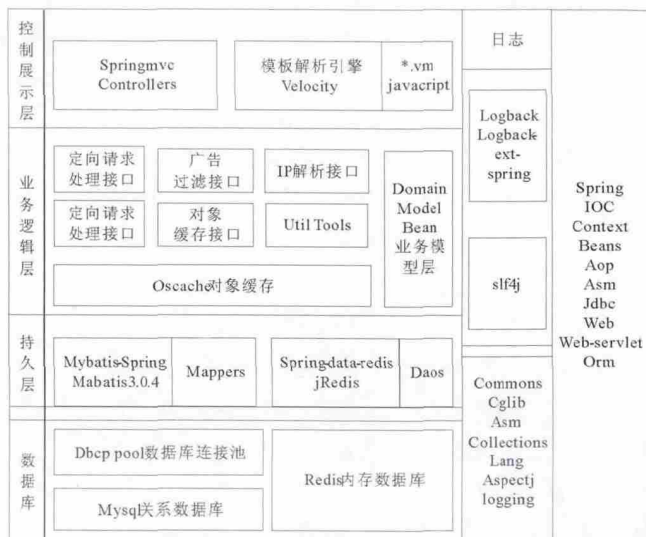 控制展示层
Springmvc
Controllers
模板解析引擎
Velocity
*.vm
javacript
业务逻辑层
定向请求
处理接口
广告
过滤接口
IP解析接口
定向请求
处理接口
对象
缓存接口
Util Tools
Oscache对象缓存
Domain
Model
Bean
业务模
型层
持久层
Mybatis-Spring
Mabatis3.0.4
Mappers
Spring-data-redis
jRedis
Daos
数据库
Dbcp pool数据库连接池
Mysql关系数据库
Redis内存数据库
日志
Logback
Logback-
ext-
spring
slf4j
Commons
Cglib
Asm
Collections
Lang
Aspectj
logging
Spring
IOC
Context
Beans
Aop
Asm
Jdbc
Web
Web-servlet
Orm